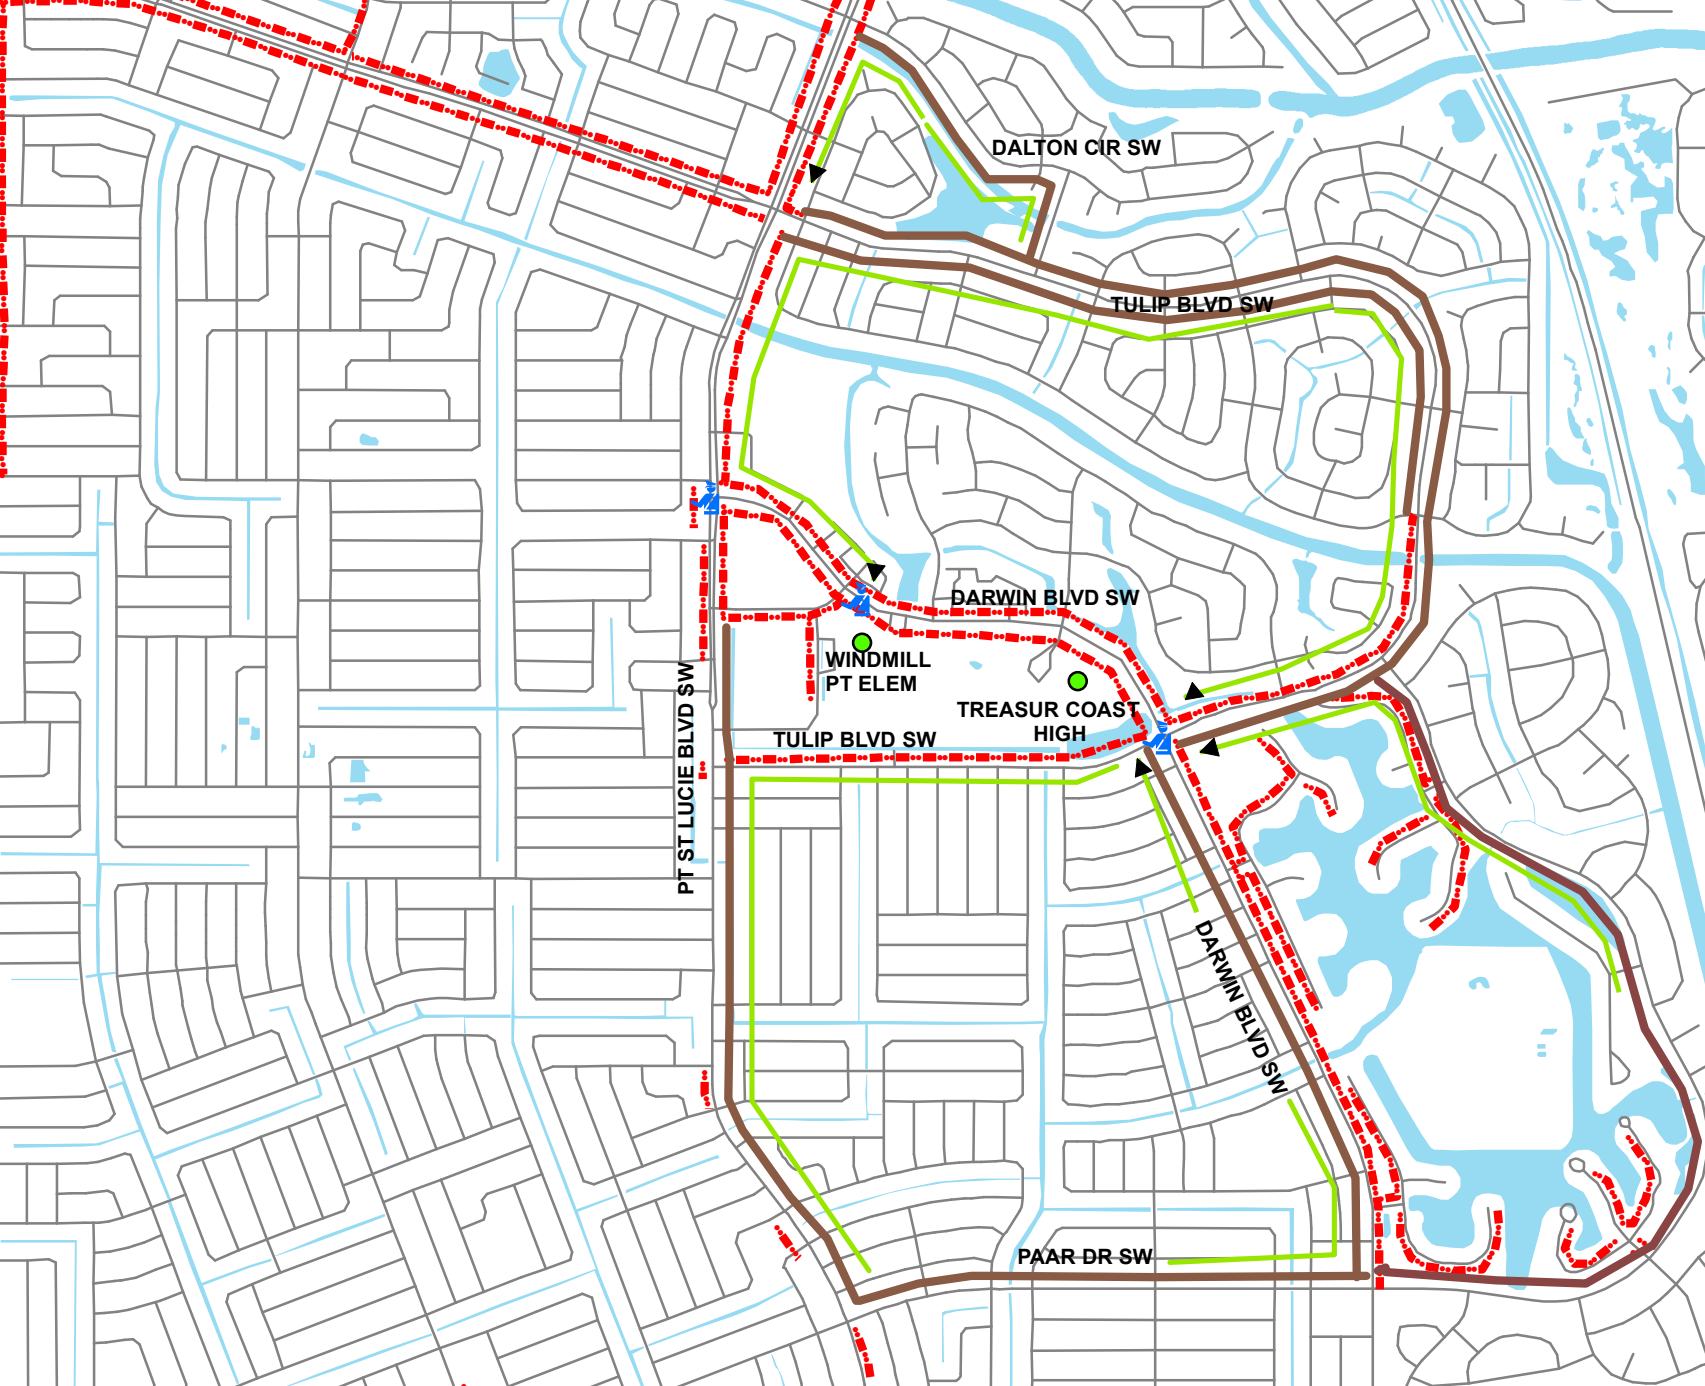 DALTON CIR SW
TULIP BLVD SW
DARWIN BLVD SW
WINDMILL
PT ELEM
TREASUR COAST
HIGH
TULIP BLVD SW
PT ST LUCIE BLVD SW
DARWIN BLVD SW
PAAR DR SW